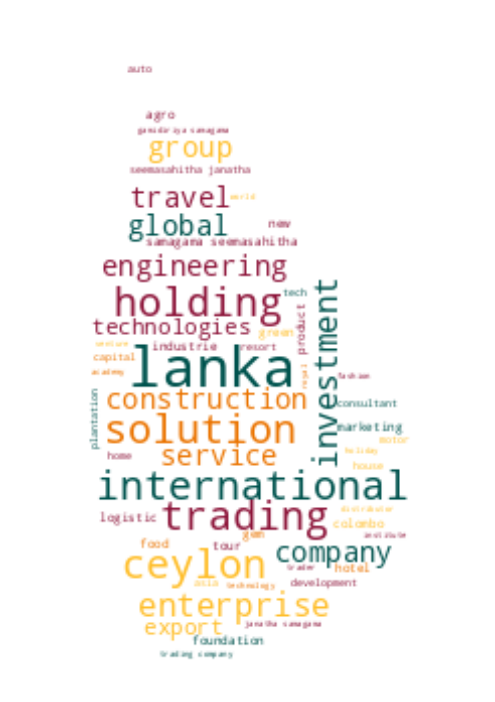 auto
agro
gamidiriya samagama
group
seemasahitha janatha
travel world
global new
samagama seemasahitha
engineering
holding tech
technologies green product
venture industrie resort
investment
capital lanka
academy royal fashion
plantation construction consultant
solution marketing
motor
home service holiday
house
international
distributor
logistic trading colombo
gem institute
food tour company
ceylon trader hotel
asia technology development
enterprise
export janatha samagama
foundation
trading company